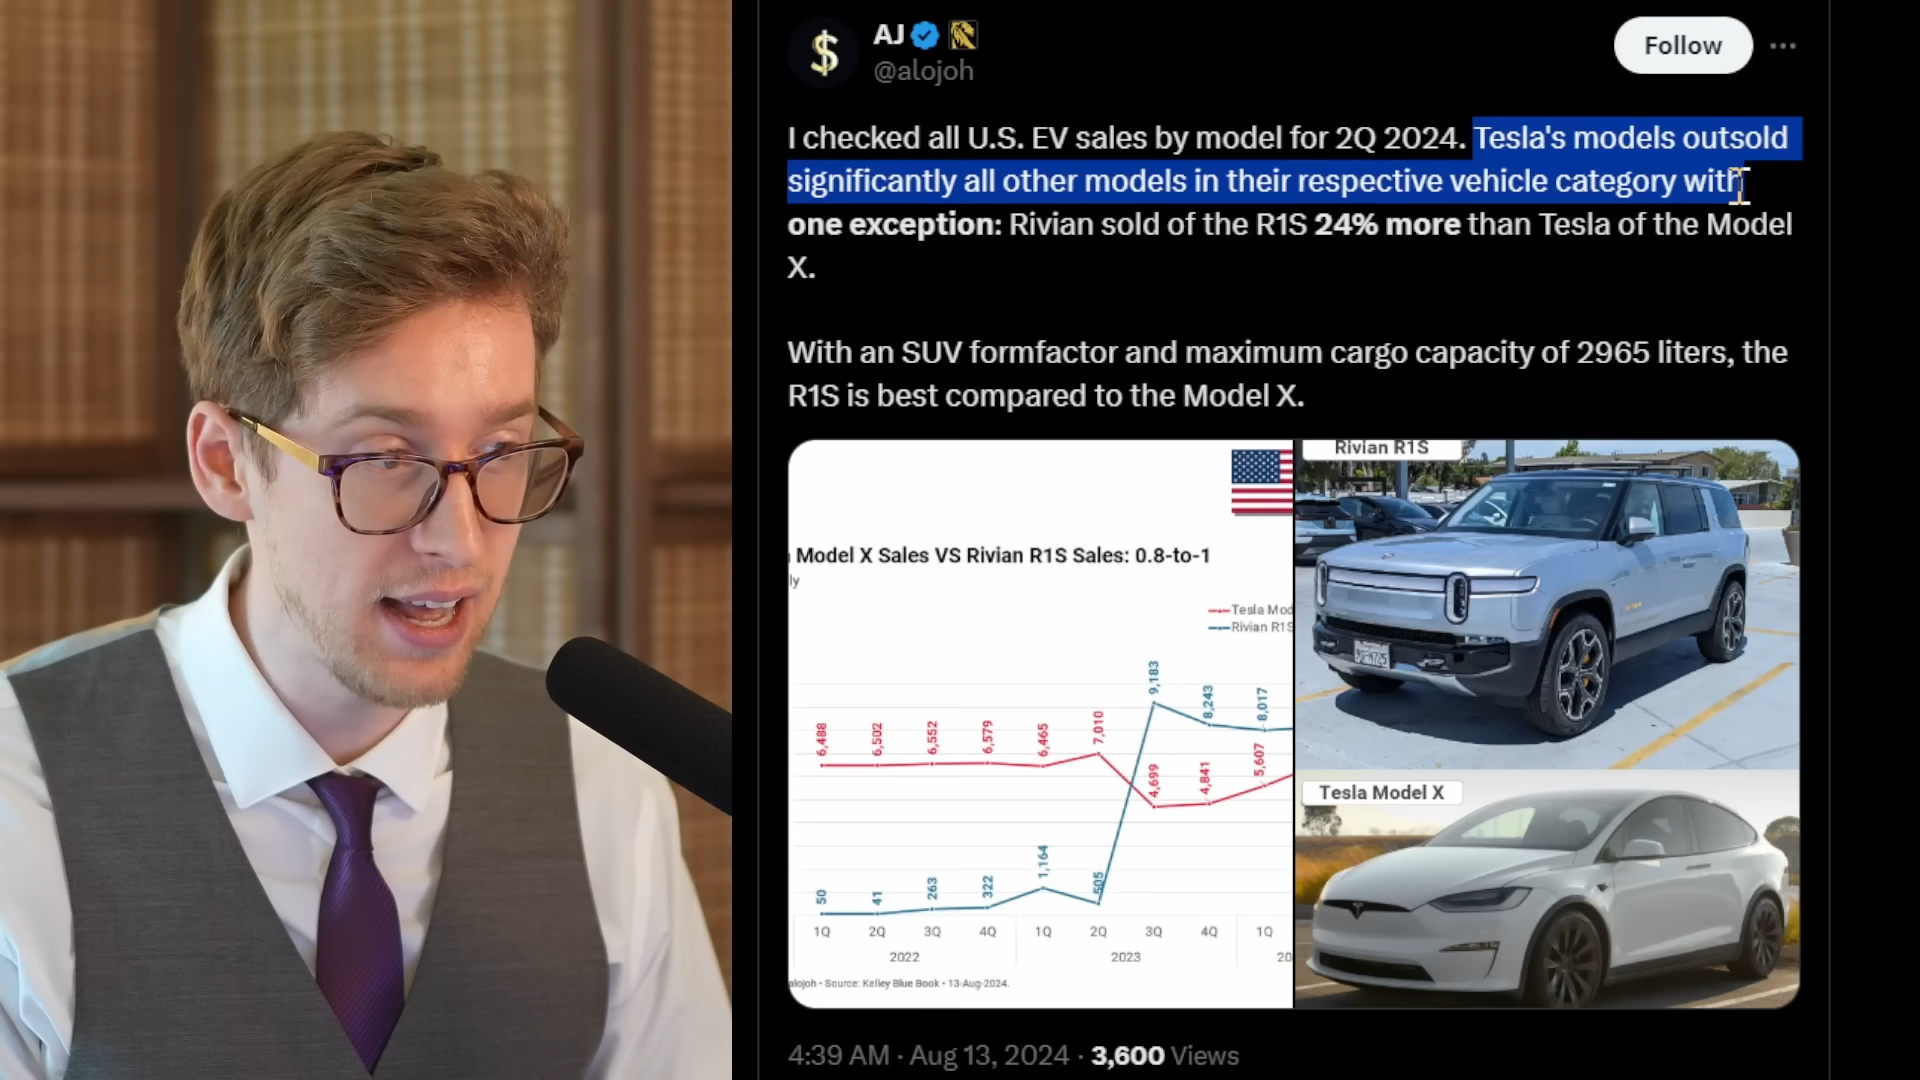 AJ
@alojoh
Follow
I checked all U.S. EV sales by model for 2Q 2024. Tesla's models outsold
significantly all other models in their respective vehicle category with
one exception: Rivian sold of the R1S 24% more than Tesla of the Model
X.
With an SUV formfactor and maximum cargo capacity of 2965 liters, the
R1S is best compared to the Model X.
Model X Sales VS Rivian R1S Sales: 0.8-to-1
ly
Tesla Mod
Rivian R1S
6,488
6,502
6,552
6,579
6,465
7,010
4,699
4,841
5,607
50
41
263
322
1,164
505
9,183
8,243
8,017
1Q 2Q 3Q 4Q 1Q 2Q 3Q 4Q 1Q
2022 2023 20
alojoh • Source: Kelley Blue Book • 13-Aug-2024.
Rivian R1S
Tesla Model X
4:39 AM · Aug 13, 2024 · 3,600 Views